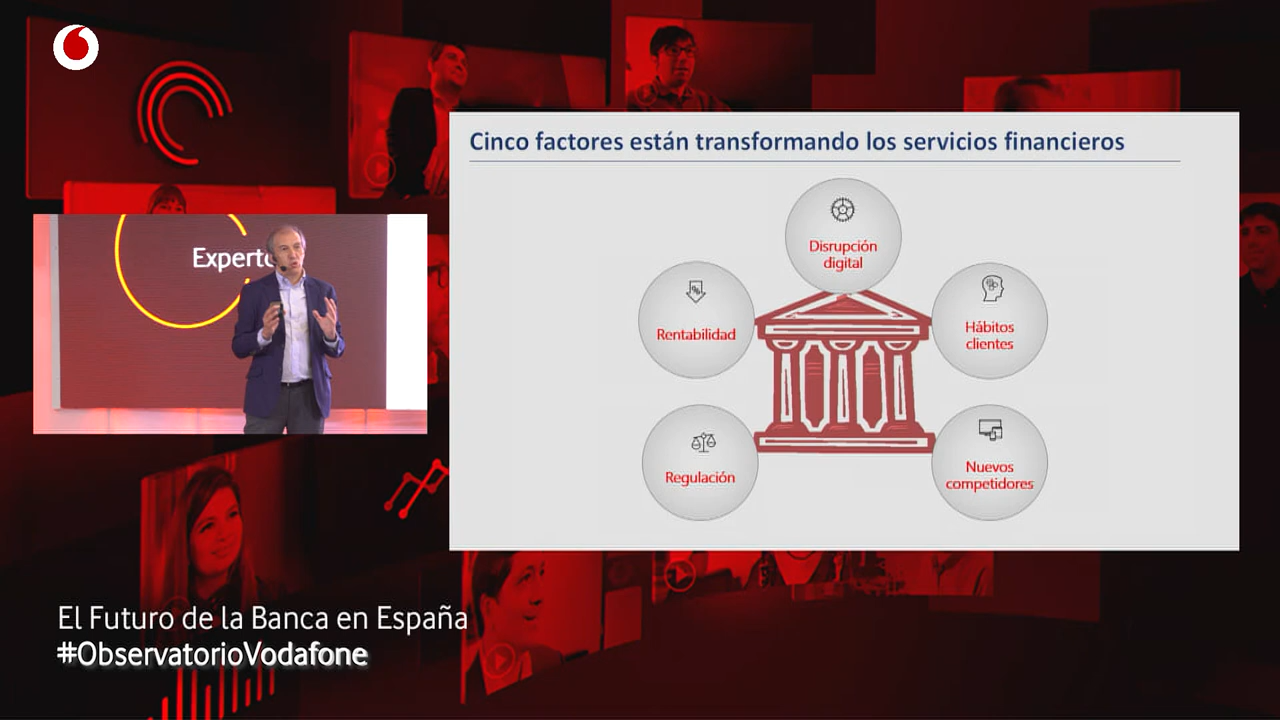 Cinco factores están transformando los servicios financieros
Disrupción
digital
Rentabilidad
Hábitos
clientes
Regulación
Nuevos
competidores
El Futuro de la Banca en España
#ObservatorioVodafone